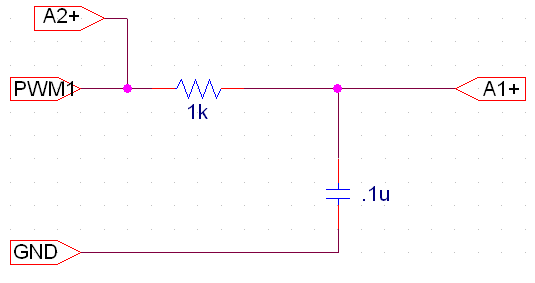 A2+
PWM1
A1+
1k
.1u
GND